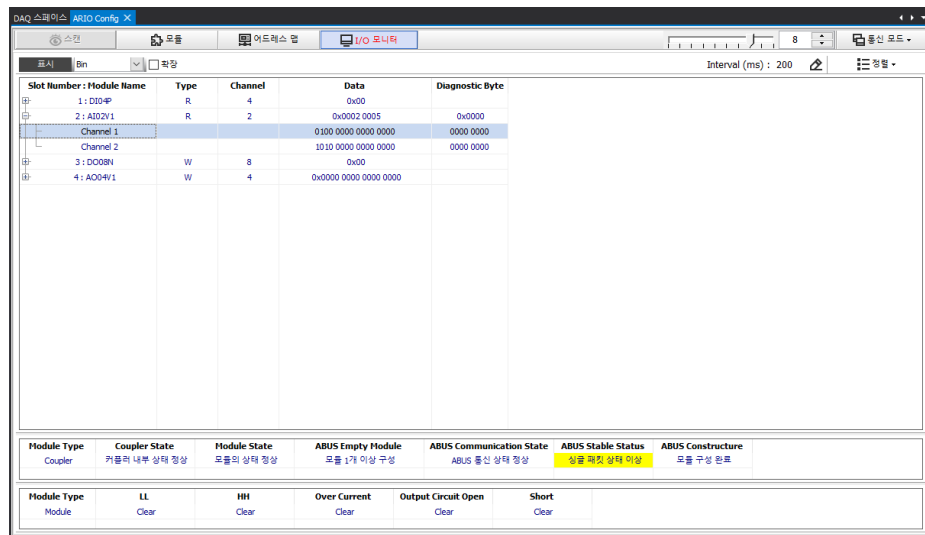 DAQ 스페이스 ARIO Config
스캔 모듈 어드레스 맵 I/O 모니터 8 통신 모드
표시 Bin 확장 Interval (ms) : 200 정렬
Slot Number : Module Name Type Channel Data Diagnostic Byte
1 : DI04P R 4 0x00
2 : AI02V1 R 2 0x0002 0005 0x0000
Channel 1 0100 0000 0000 0000 0000 0000
Channel 2 1010 0000 0000 0000 0000 0000
3 : DO08N W 8 0x00
4 : AO04V1 W 4 0x0000 0000 0000 0000
Module Type Coupler State Module State ABUS Empty Module ABUS Communication State ABUS Stable Status ABUS Constructure
Coupler 커플러 내부 상태 정상 모듈의 상태 정상 모듈 1개 이상 구성 ABUS 통신 상태 정상 싱글 패킷 상태 이상 모듈 구성 완료
Module Type LL HH Over Current Output Circuit Open Short
Module Clear Clear Clear Clear Clear